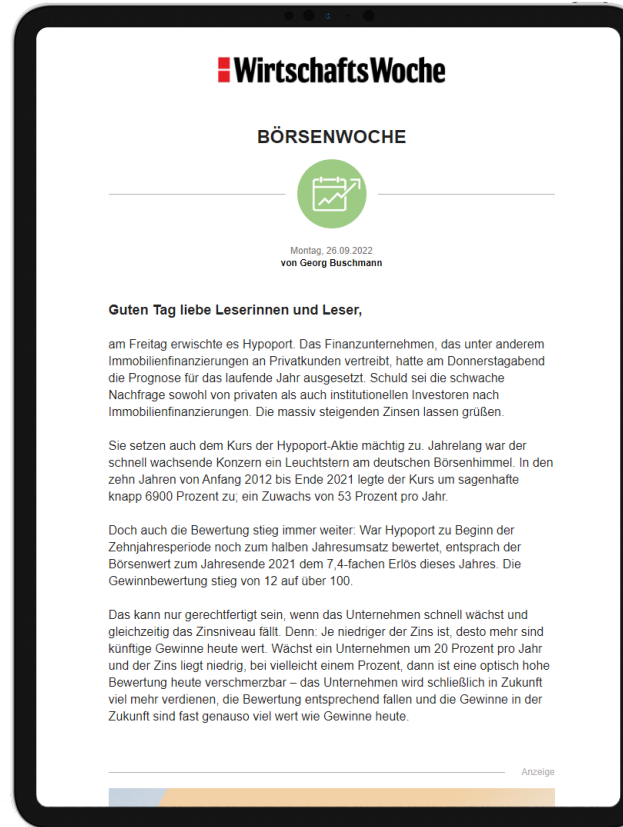 WirtschaftsWoche
BÖRSENWOCHE
Montag, 26.09.2022
von Georg Buschmann
Guten Tag liebe Leserinnen und Leser,
am Freitag erwischte es Hypoport. Das Finanzunternehmen, das unter anderem
Immobilienfinanzierungen an Privatkunden vertreibt, hatte am Donnerstagabend
die Prognose für das laufende Jahr ausgesetzt. Schuld sei die schwache
Nachfrage sowohl von privaten als auch institutionellen Investoren nach
Immobilienfinanzierungen. Die massiv steigenden Zinsen lassen grüßen.
Sie setzen auch dem Kurs der Hypoport-Aktie mächtig zu. Jahrelang war der
schnell wachsende Konzern ein Leuchtstern am deutschen Börsenhimmel. In den
zehn Jahren von Anfang 2012 bis Ende 2021 legte der Kurs um sagenhafte
knapp 6900 Prozent zu; ein Zuwachs von 53 Prozent pro Jahr.
Doch auch die Bewertung stieg immer weiter: War Hypoport zu Beginn der
Zehnjahresperiode noch zum halben Jahresumsatz bewertet, entsprach der
Börsenwert zum Jahresende 2021 dem 7,4-fachen Erlös dieses Jahres. Die
Gewinnbewertung stieg von 12 auf über 100.
Das kann nur gerechtfertigt sein, wenn das Unternehmen schnell wächst und
gleichzeitig das Zinsniveau fällt. Denn: Je niedriger der Zins ist, desto mehr sind
künftige Gewinne heute wert. Wächst ein Unternehmen um 20 Prozent pro Jahr
und der Zins liegt niedrig, bei vielleicht einem Prozent, dann ist eine optisch hohe
Bewertung heute verschmerzbar – das Unternehmen wird schließlich in Zukunft
viel mehr verdienen, die Bewertung entsprechend fallen und die Gewinne in der
Zukunft sind fast genauso viel wert wie Gewinne heute.
Anzeige